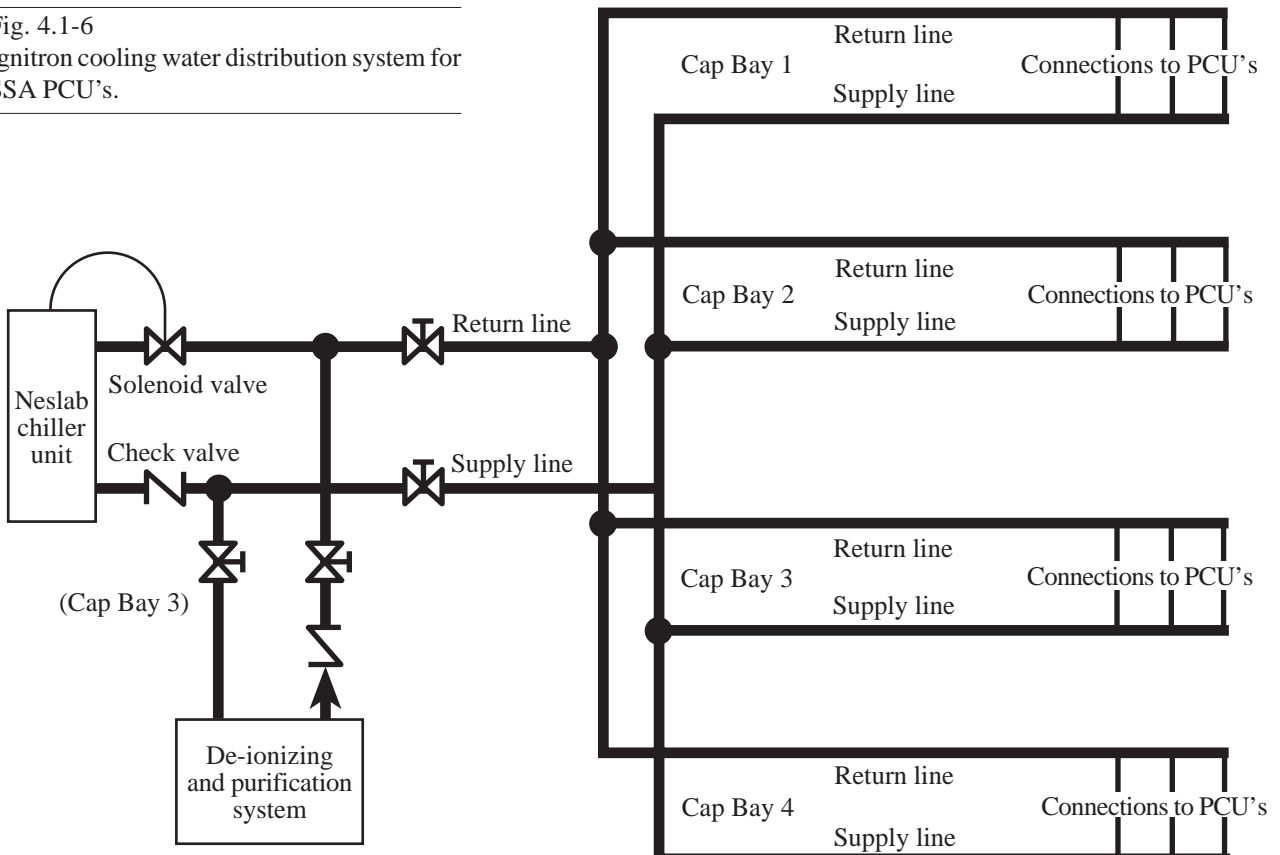 Fig. 4.1-6
gnitron cooling water distribution system for
SSA PCU's.
Return line
Cap Bay 1
Connections to PCU's
Supply line
Return line
Cap Bay 2
Connections to PCU's
Supply line
Return line
Solenoid valve
Neslab
chiller
unit
Check valve
Supply line
(Cap Bay 3)
Return line
Cap Bay 3
Connections to PCU's
Supply line
De-ionizing
and purification
system
Return line
Cap Bay 4
Connections to PCU's
Supply line